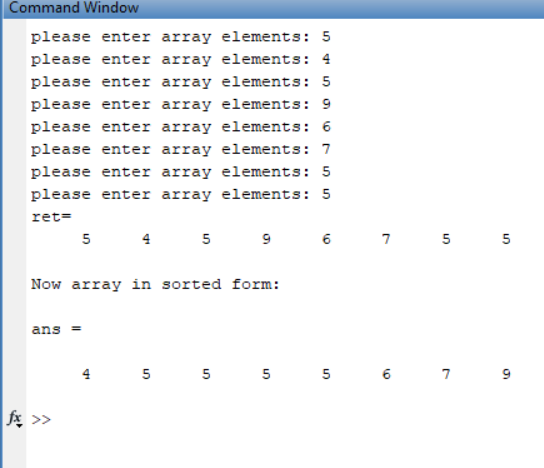 Command Window
please enter array elements: 5
please enter array elements: 4
please enter array elements: 5
please enter array elements: 9
please enter array elements: 6
please enter array elements: 7
please enter array elements: 5
please enter array elements: 5
ret=
5 4 5 9 6 7 5 5
Now array in sorted form:
ans =
4 5 5 5 5 6 7 9
fx >>